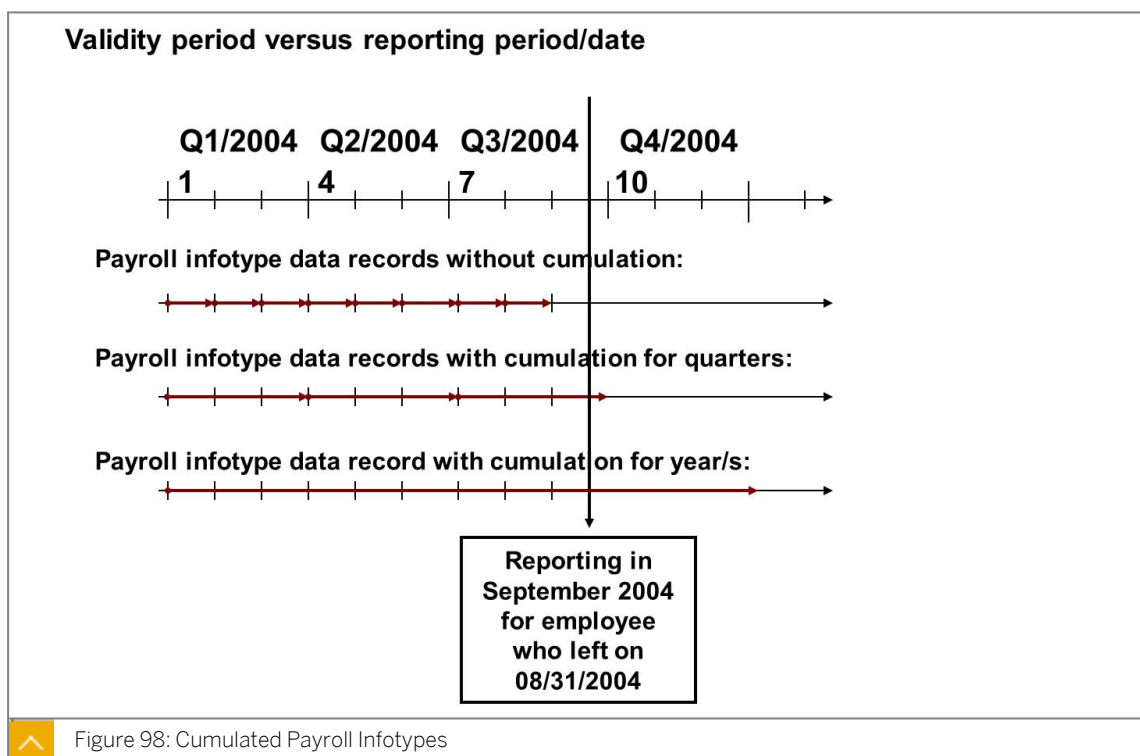 Validity period versus reporting period/date
Q1/2004 Q2/2004 Q3/2004 Q4/2004
1 4 7 10
Payroll infotype data records without cumulation:
Payroll infotype data records with cumulation for quarters:
Payroll infotype data record with cumulation for year/s:
Reporting in
September 2004
for employee
who left on
08/31/2004
Figure 98: Cumulated Payroll Infotypes